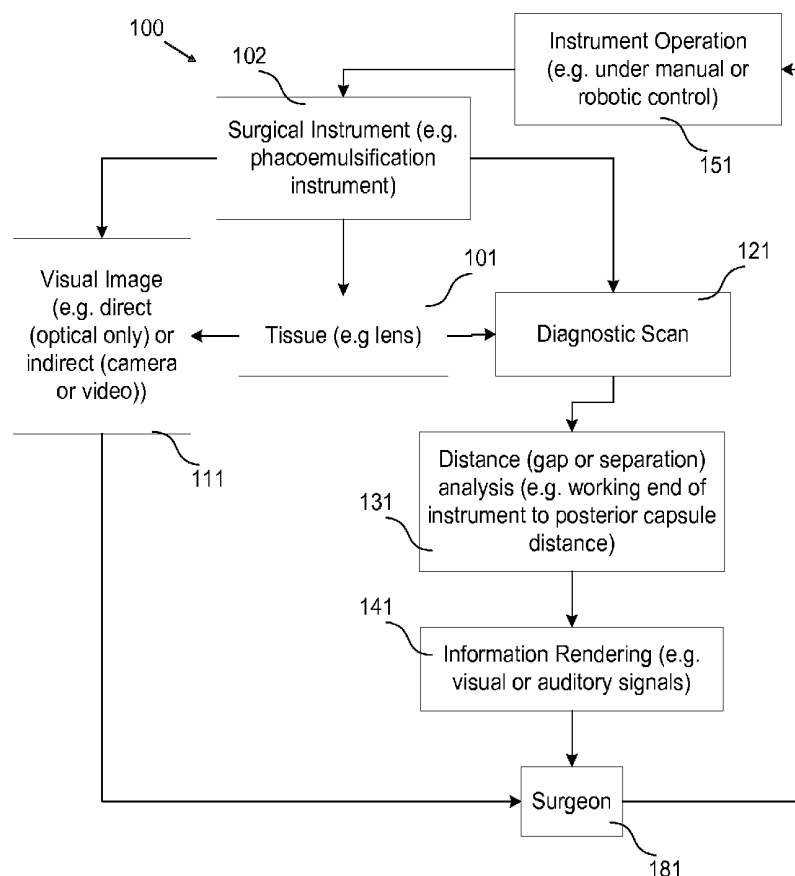 100
102
Instrument Operation
(e.g. under manual or
robotic control)
151
Surgical Instrument (e.g.
phacoemulsification
instrument)
Visual Image
(e.g. direct
(optical only) or
indirect (camera
or video))
111
101
Tissue (e.g lens)
121
Diagnostic Scan
Distance (gap or separation)
analysis (e.g. working end of
instrument to posterior capsule
distance)
131
141
Information Rendering (e.g.
visual or auditory signals)
Surgeon
181